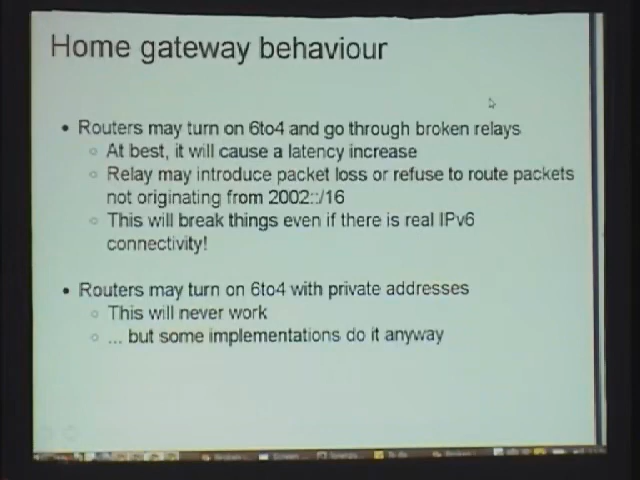 Home gateway behaviour
• Routers may turn on 6to4 and go through broken relays
○ At best, it will cause a latency increase
○ Relay may introduce packet loss or refuse to route packets
not originating from 2002::/16
○ This will break things even if there is real IPv6
connectivity!
• Routers may turn on 6to4 with private addresses
○ This will never work
○ ... but some implementations do it anyway